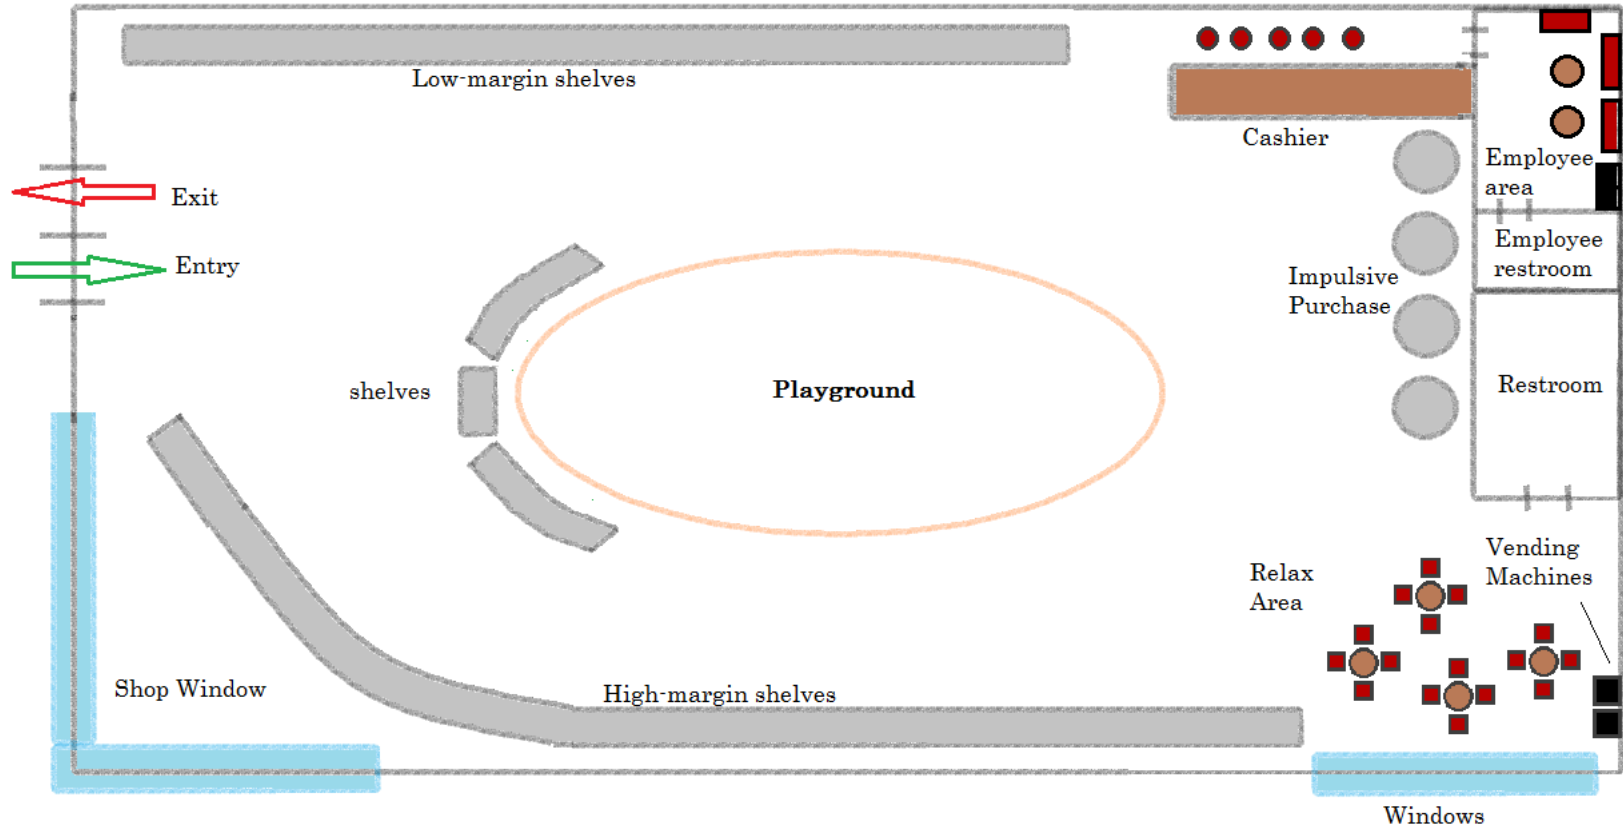 Low-margin shelves
Cashier
Employee
area
Exit
Employee
restroom
Entry
Impulsive
Purchase
shelves
Playground
Restroom
Vending
Machines
Relax
Area
Shop Window
High-margin shelves
Windows